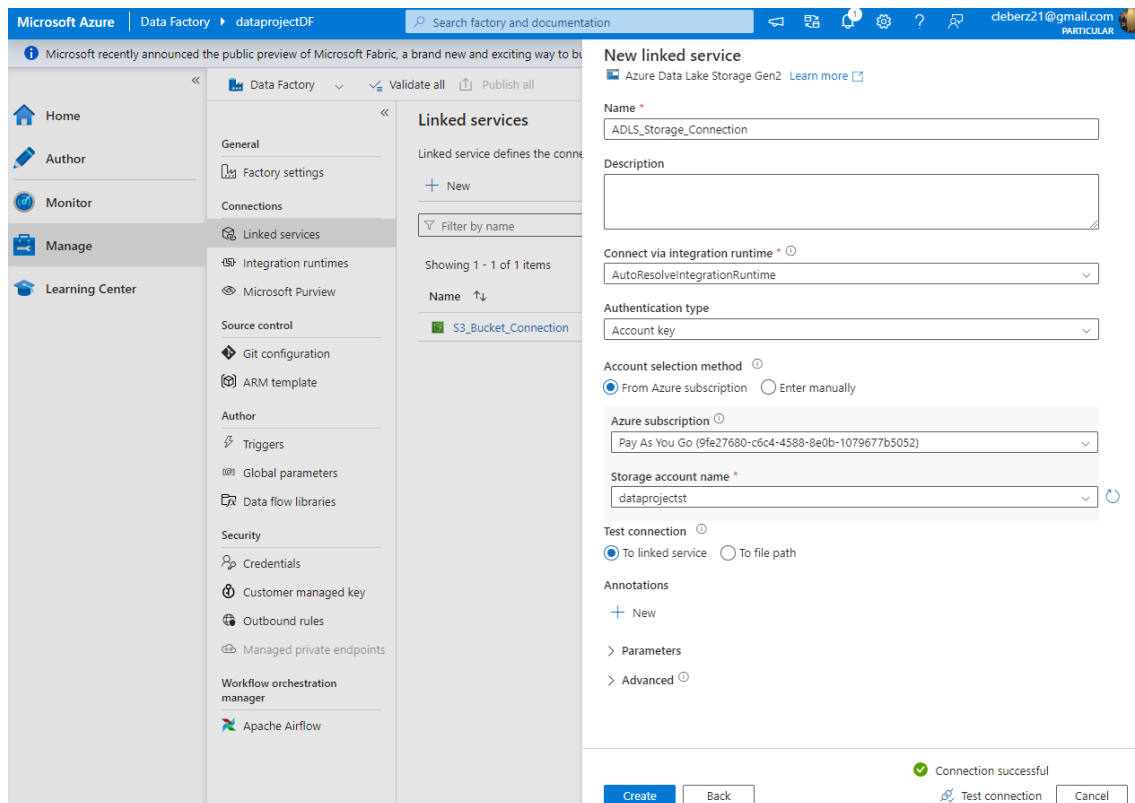 Microsoft Azure | Data Factory ▸ dataprojectDF
Search factory and documentation
1
cleberz21@gmail.com
PARTICULAR
Microsoft recently announced the public preview of Microsoft Fabric, a brand new and exciting way to bu
Home
Author
Monitor
Manage
Learning Center
Data Factory
Validate all
Publish all
General
Factory settings
Connections
Linked services
Integration runtimes
Microsoft Purview
Source control
Git configuration
ARM template
Author
Triggers
Global parameters
Data flow libraries
Security
Credentials
Customer managed key
Outbound rules
Managed private endpoints
Workflow orchestration
manager
Apache Airflow
Linked services
Linked service defines the conne
New
Filter by name
Showing 1 - 1 of 1 items
Name
S3_Bucket_Connection
New linked service
Azure Data Lake Storage Gen2 Learn more
Name *
ADLS_Storage_Connection
Description
Connect via integration runtime *
AutoResolveIntegrationRuntime
Authentication type
Account key
Account selection method
From Azure subscription Enter manually
Azure subscription
Pay As You Go (9fe27680-c6c4-4588-8e0b-1079677b5052)
Storage account name *
dataprojectst
Test connection
To linked service To file path
Annotations
New
Parameters
Advanced
Connection successful
Create Back Test connection Cancel